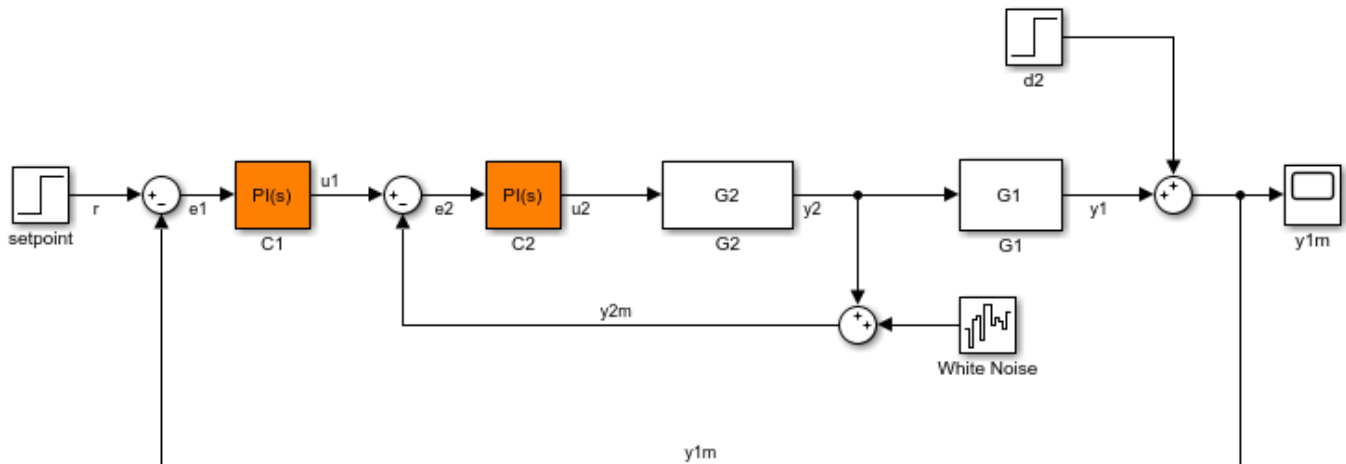 d2
PI(s)
u1
PI(s)
G2
G1
r
e1
e2
u2
y2
y1
setpoint
C1
C2
G2
G1
y1m
y2m
White Noise
y1m